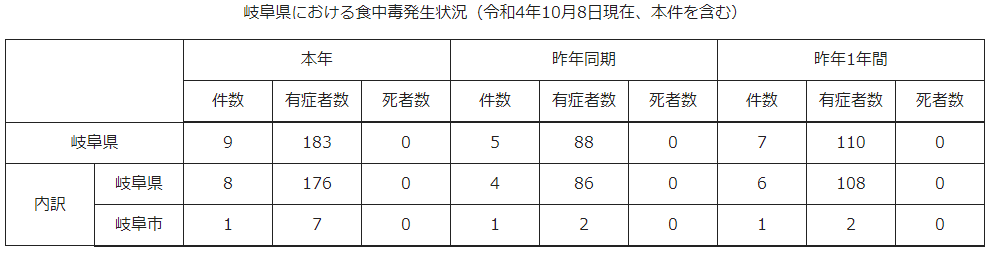 岐阜県における食中毒発生状況（令和4年10月8日現在、本件を含む）
本年 昨年同期 昨年1年間
件数 有症者数 死者数 件数 有症者数 死者数 件数 有症者数 死者数
岐阜県 9 183 0 5 88 0 7 110 0
内訳 岐阜県 8 176 0 4 86 0 6 108 0
岐阜市 1 7 0 1 2 0 1 2 0